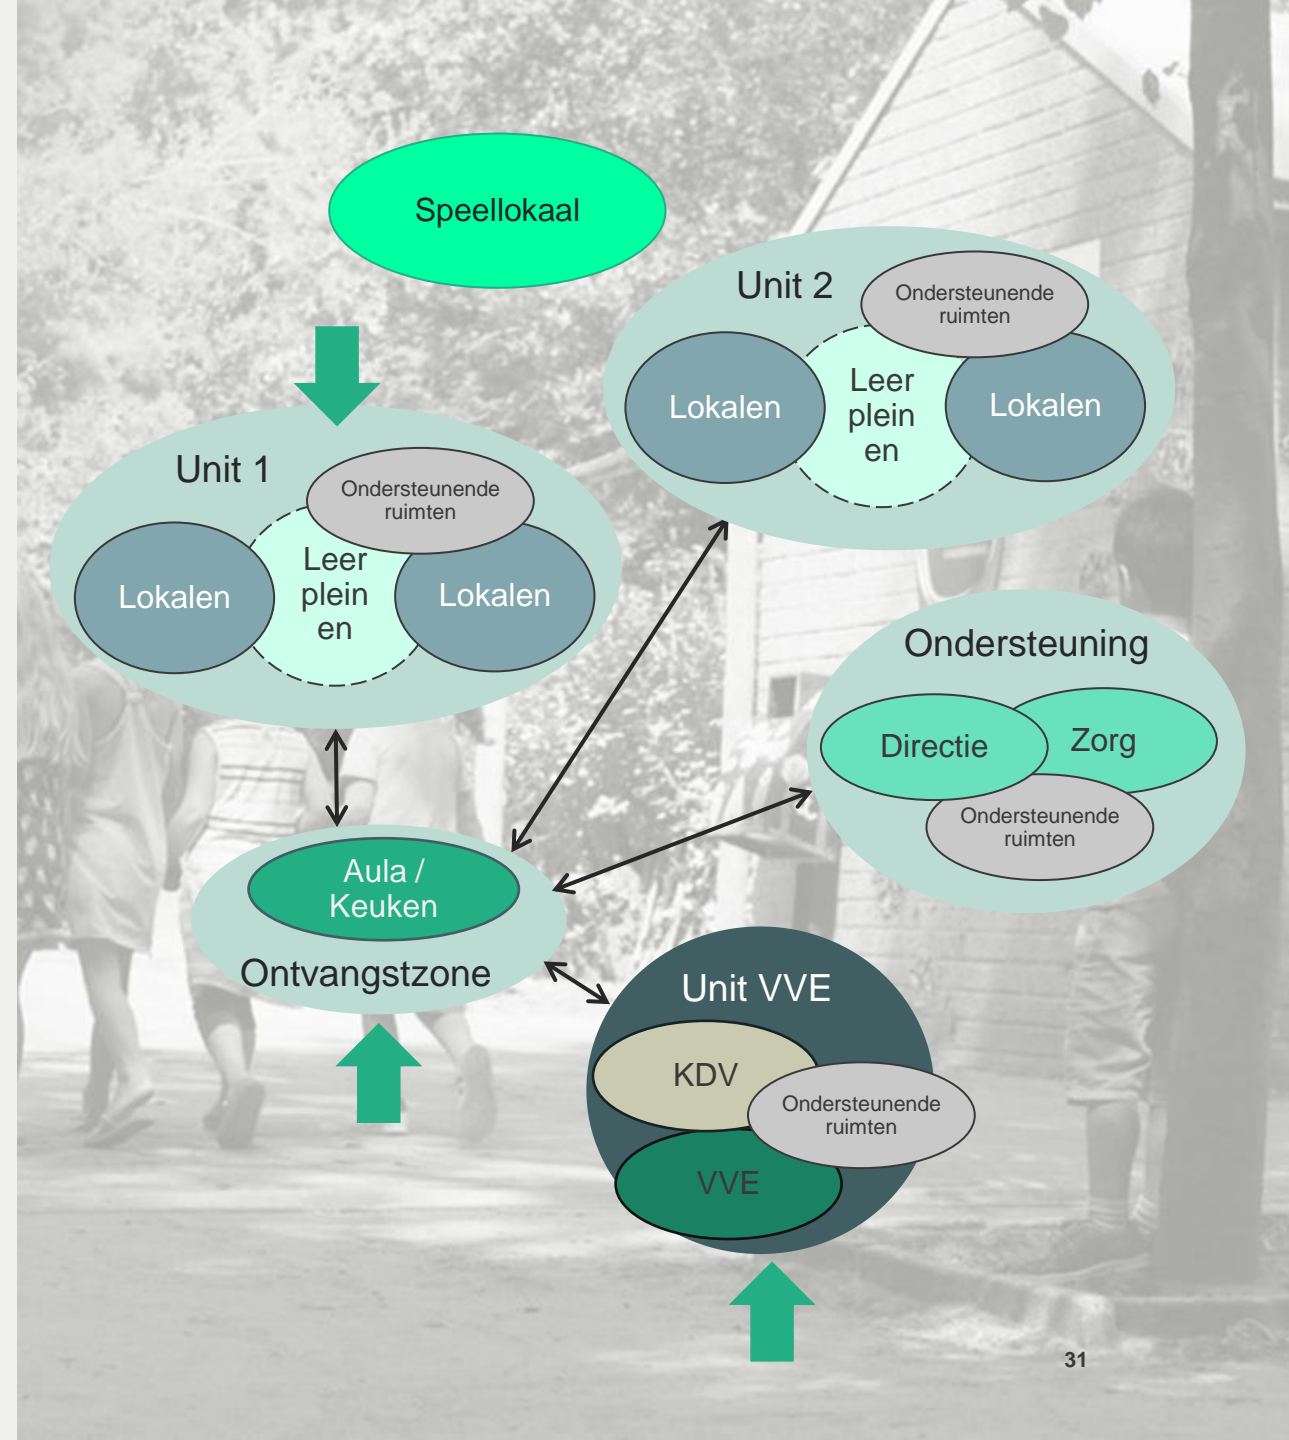 Speellokaal
Unit 2
Ondersteunende
ruimten
Lokalen
Leer
plein
en
Lokalen
Unit 1
Ondersteunende
ruimten
Lokalen
Leer
plein
en
Lokalen
Ondersteuning
Directie
Zorg
Ondersteunende
ruimten
Aula /
Keuken
Ontvangstzone
Unit VVE
KDV
Ondersteunende
ruimten
VVE
31